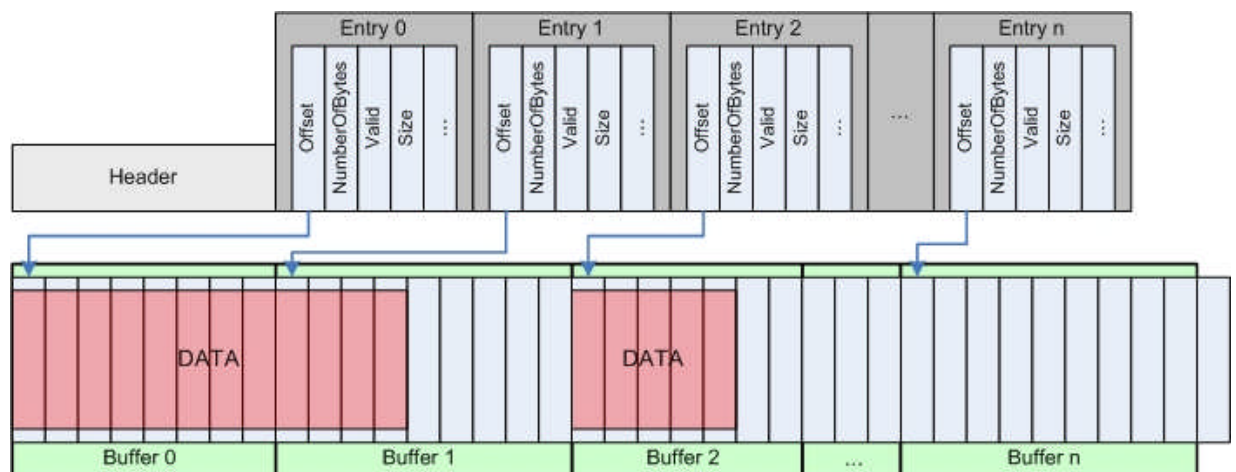 Entry 0
Entry 1
Entry 2
Entry n
Offset
NumberOfBytes
Valid
Size
...
Offset
NumberOfBytes
Valid
Size
...
Offset
NumberOfBytes
Valid
Size
...
...
Offset
NumberOfBytes
Valid
Size
...
Header
DATA
DATA
Buffer 0
Buffer 1
Buffer 2
...
Buffer n